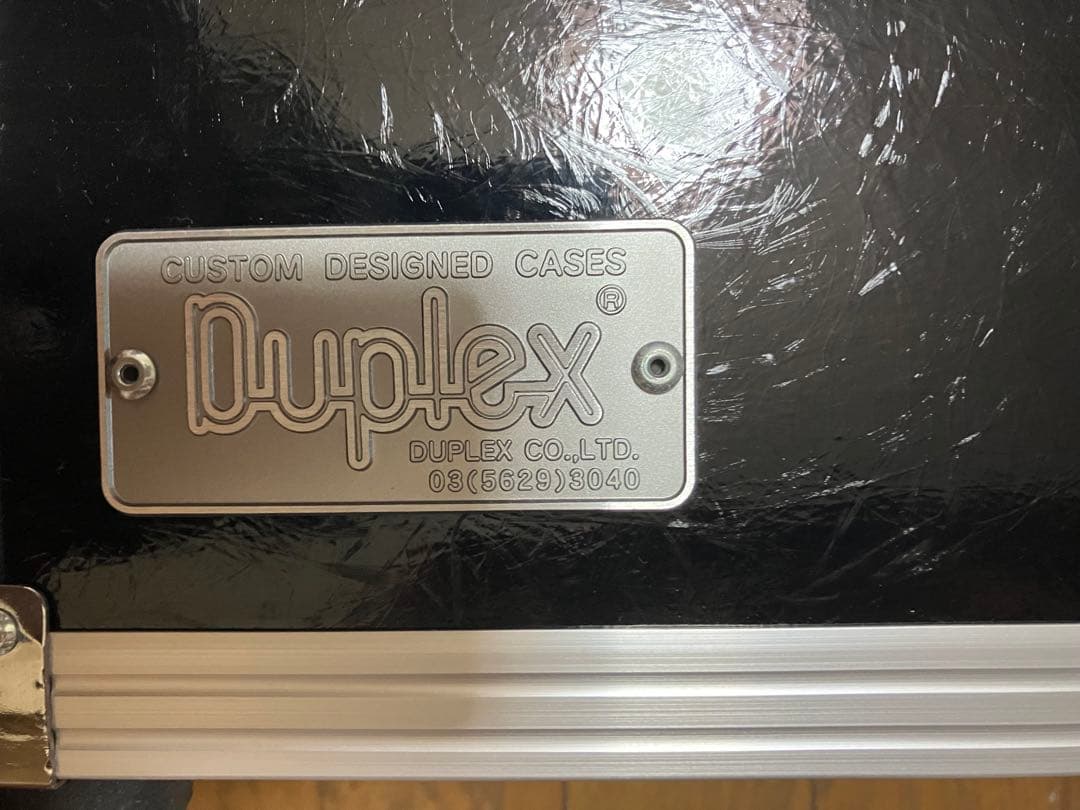 CUSTOM DESIGNED CASES
Duplex®
DUPLEX CO.,LTD.
03(5629)3040